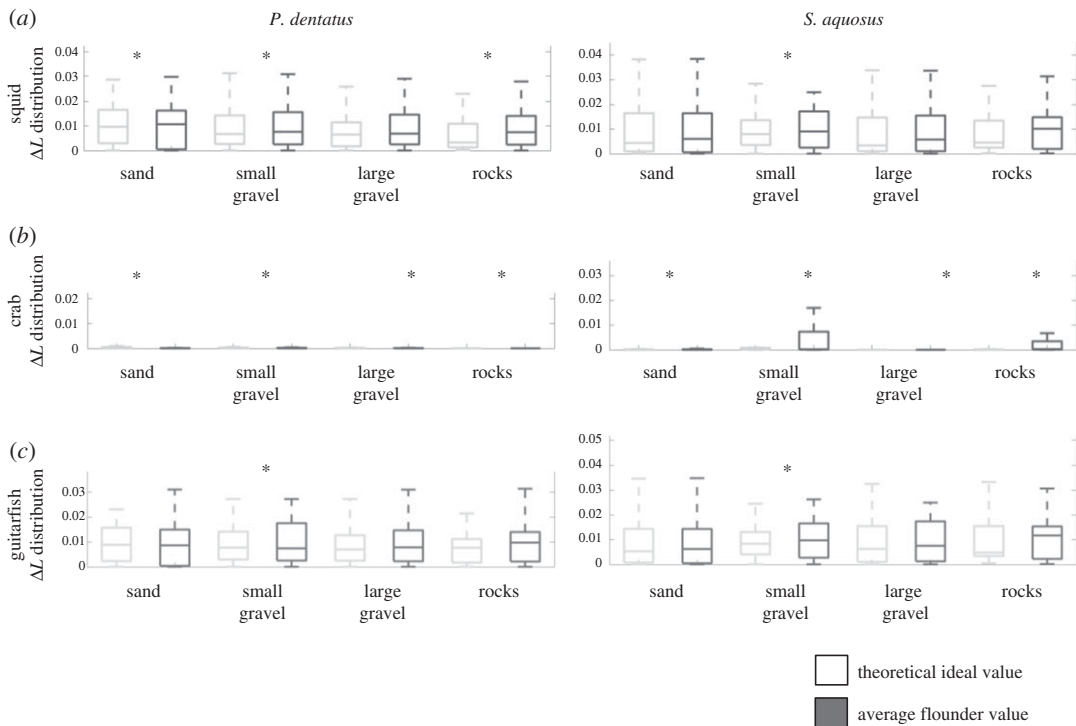 (a)
P. dentatus
S. aquosus
squid
ΔL distribution
0.04
0.03
0.02
0.01
0
*
*
*
sand
small
gravel
large
gravel
rocks
0.04
0.03
0.02
0.01
0
*
sand
small
gravel
large
gravel
rocks
(b)
crab
ΔL distribution
0.02
0.01
0
*
*
*
*
sand
small
gravel
large
gravel
rocks
0.03
0.02
0.01
0
*
*
*
*
sand
small
gravel
large
gravel
rocks
(c)
guitarfish
ΔL distribution
0.03
0.02
0.01
0
*
sand
small
gravel
large
gravel
rocks
0.05
0.04
0.03
0.02
0.01
0
*
sand
small
gravel
large
gravel
rocks
theoretical ideal value
average flounder value